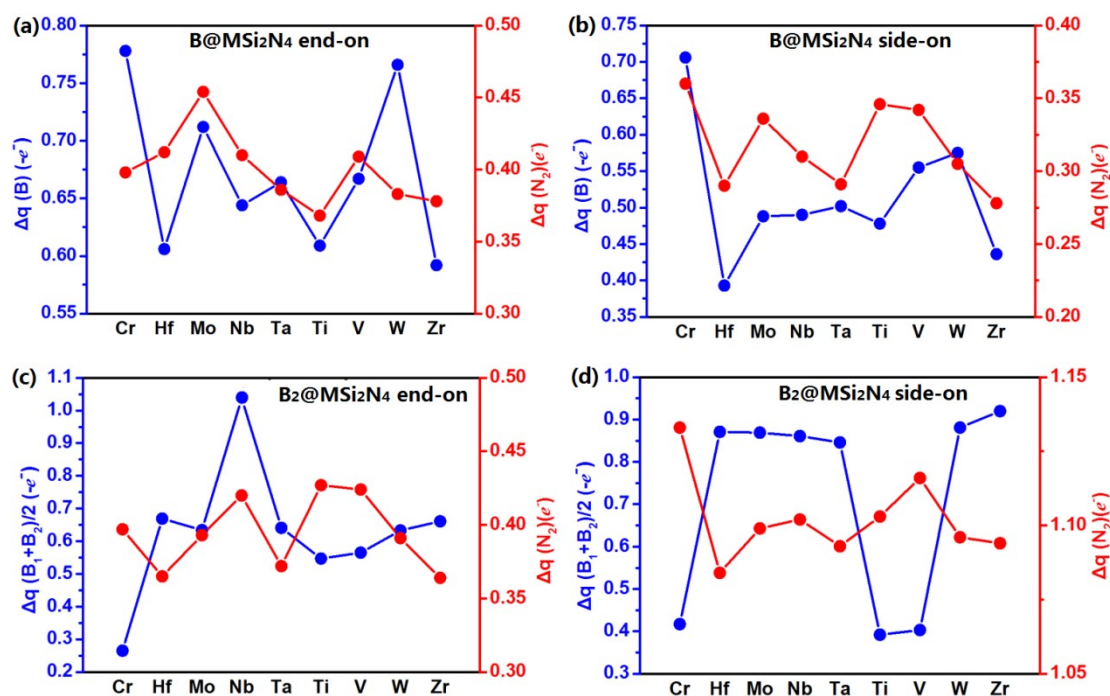 (a)
B@MSi₂N₄ end-on
0.80
0.75
0.70
0.65
0.60
0.55
Δq (B) (-e⁻)
0.50
0.45
0.40
0.35
0.30
Δq (N₂)(e⁻)
Cr Hf Mo Nb Ta Ti V W Zr
(b)
B@MSi₂N₄ side-on
0.75
0.70
0.65
0.60
0.55
0.50
0.45
0.40
0.35
Δq (B) (-e⁻)
0.40
0.35
0.30
0.25
0.20
Δq (N₂)(e⁻)
Cr Hf Mo Nb Ta Ti V W Zr
(c)
B₂@MSi₂N₄ end-on
1.1
1.0
0.9
0.8
0.7
0.6
0.5
0.4
0.3
0.2
Δq (B₁+B₂)/2 (-e⁻)
0.50
0.45
0.40
0.35
0.30
Δq (N₂)(e⁻)
Cr Hf Mo Nb Ta Ti V W Zr
(d)
B₂@MSi₂N₄ side-on
1.0
0.9
0.8
0.7
0.6
0.5
0.4
0.3
Δq (B₁+B₂)/2 (-e⁻)
1.15
1.10
1.05
Δq (N₂)(e⁻)
Cr Hf Mo Nb Ta Ti V W Zr